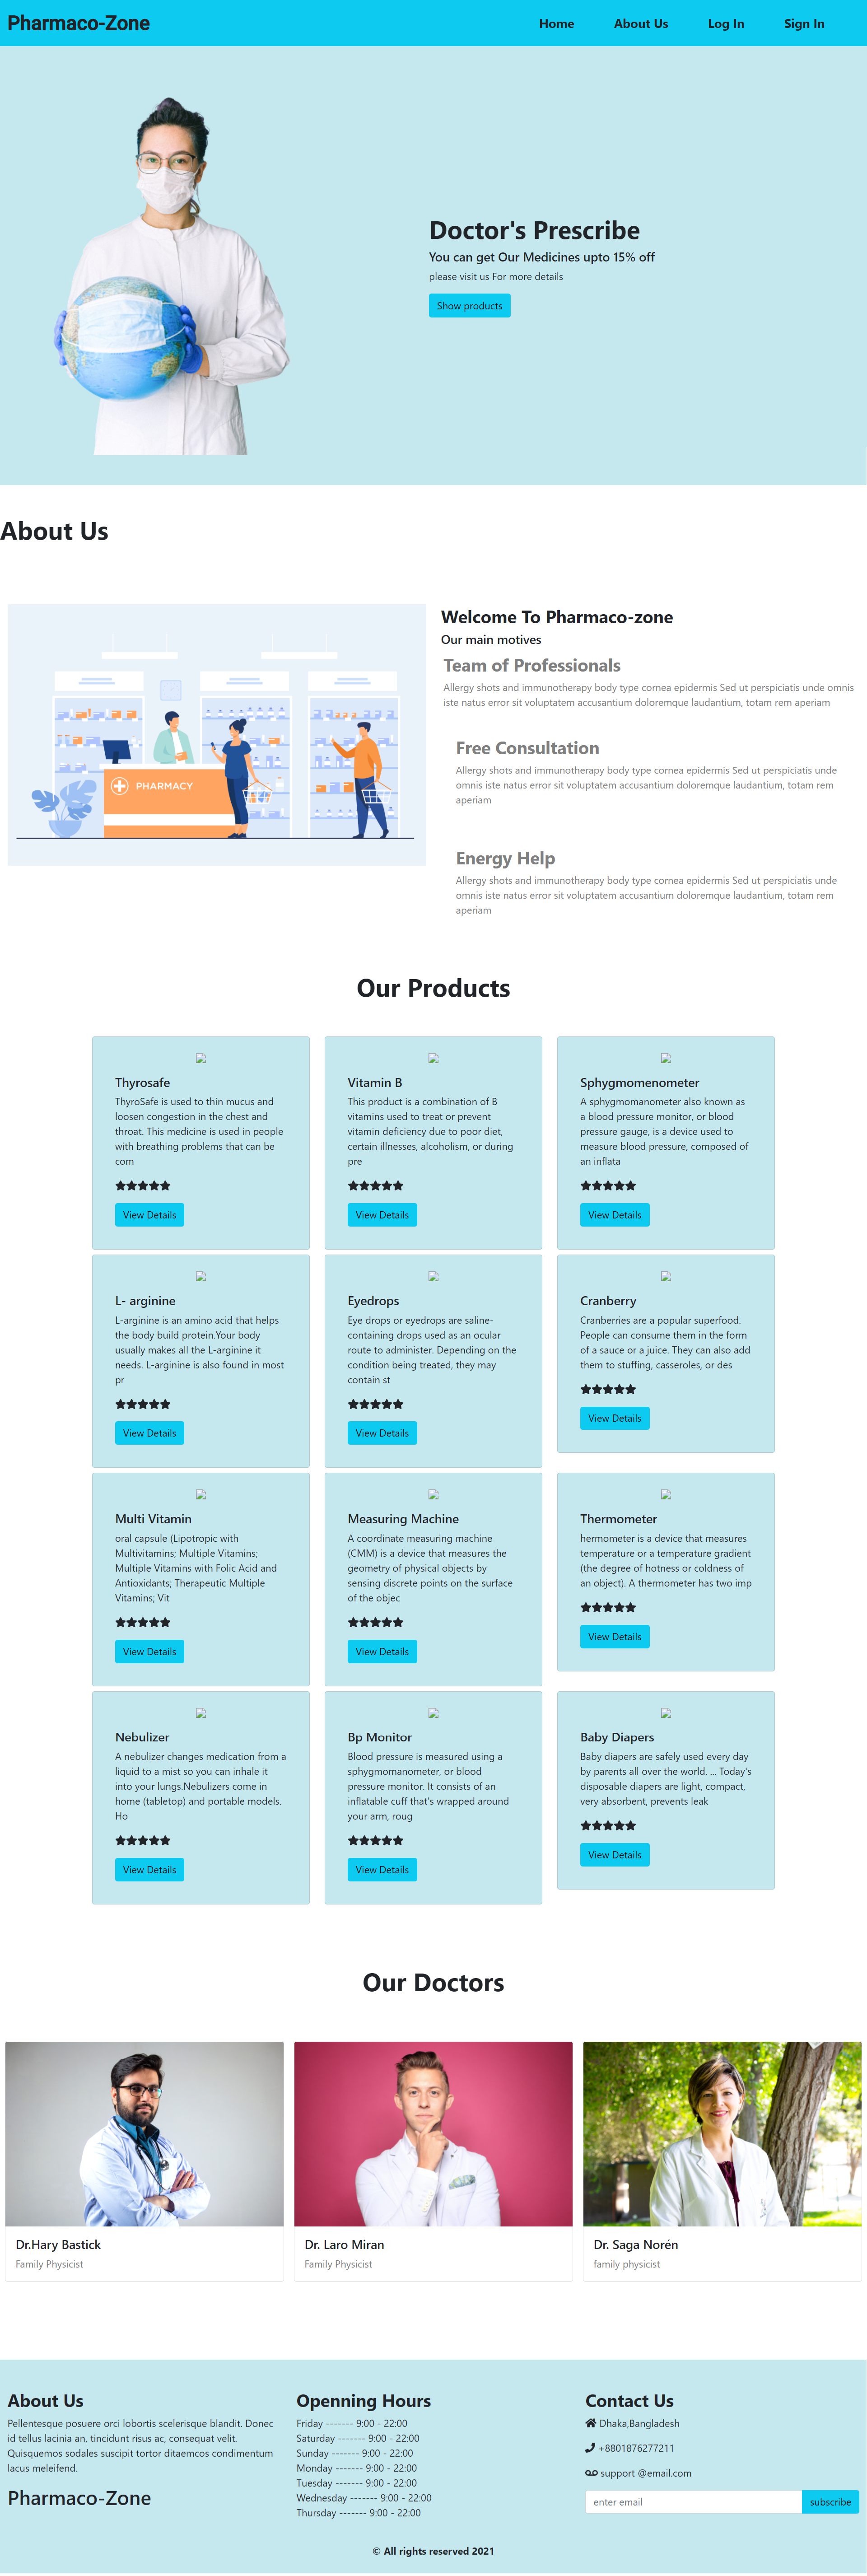 Pharmaco-Zone
Home About Us Log In Sign In
Doctor's Prescribe
You can get Our Medicines upto 15% off
please visit us For more details
Show products
About Us
PHARMACY
Welcome To Pharmaco-zone
Our main motives
Team of Professionals
Allergy shots and immunotherapy body type cornea epidermis Sed ut perspiciatis unde omnis
iste natus error sit voluptatem accusantium doloremque laudantium, totam rem aperiam
Free Consultation
Allergy shots and immunotherapy body type cornea epidermis Sed ut perspiciatis unde
omnis iste natus error sit voluptatem accusantium doloremque laudantium, totam rem
aperiam
Energy Help
Allergy shots and immunotherapy body type cornea epidermis Sed ut perspiciatis unde
omnis iste natus error sit voluptatem accusantium doloremque laudantium, totam rem
aperiam
Our Products
Thyrosafe
ThyroSafe is used to thin mucus and
loosen congestion in the chest and
throat. This medicine is used in people
with breathing problems that can be
com
View Details
Vitamin B
This product is a combination of B
vitamins used to treat or prevent
vitamin deficiency due to poor diet,
certain illnesses, alcoholism, or during
pre
View Details
Sphygmomenometer
A sphygmomanometer also known as
a blood pressure monitor, or blood
pressure gauge, is a device used to
measure blood pressure, composed of
an inflata
View Details
L- arginine
L-arginine is an amino acid that helps
the body build protein.Your body
usually makes all the L-arginine it
needs. L-arginine is also found in most
pr
View Details
Eyedrops
Eye drops or eyedrops are saline-
containing drops used as an ocular
route to administer. Depending on the
condition being treated, they may
contain st
View Details
Cranberry
Cranberries are a popular superfood.
People can consume them in the form
of a sauce or a juice. They can also add
them to stuffing, casseroles, or des
View Details
Multi Vitamin
oral capsule (Lipotropic with
Multivitamins; Multiple Vitamins;
Multiple Vitamins with Folic Acid and
Antioxidants; Therapeutic Multiple
Vitamins; Vit
View Details
Measuring Machine
A coordinate measuring machine
(CMM) is a device that measures the
geometry of physical objects by
sensing discrete points on the surface
of the objec
View Details
Thermometer
hermometer is a device that measures
temperature or a temperature gradient
(the degree of hotness or coldness of
an object). A thermometer has two imp
View Details
Nebulizer
A nebulizer changes medication from a
liquid to a mist so you can inhale it
into your lungs.Nebulizers come in
home (tabletop) and portable models.
Ho
View Details
Bp Monitor
Blood pressure is measured using a
sphygmomanometer, or blood
pressure monitor. It consists of an
inflatable cuff that's wrapped around
your arm, roug
View Details
Baby Diapers
Baby diapers are safely used every day
by parents all over the world. ... Today's
disposable diapers are light, compact,
very absorbent, prevents leak
View Details
Our Doctors
Dr.Hary Bastick
Family Physicist
Dr. Laro Miran
Family Physicist
Dr. Saga Norén
family physicist
About Us
Pellentesque posuere orci lobortis scelerisque blandit. Donec
id tellus lacinia an, tincidunt risus ac, consequat velit.
Quisquemos sodales suscipit tortor ditaemcos condimentum
lacus meleifend.
Pharmaco-Zone
Openning Hours
Friday ------- 9:00 - 22:00
Saturday ------- 9:00 - 22:00
Sunday ------- 9:00 - 22:00
Monday ------- 9:00 - 22:00
Tuesday ------- 9:00 - 22:00
Wednesday ------- 9:00 - 22:00
Thursday ------- 9:00 - 22:00
Contact Us
Dhaka,Bangladesh
+8801876277211
support @email.com
enter email subscribe
© All rights reserved 2021